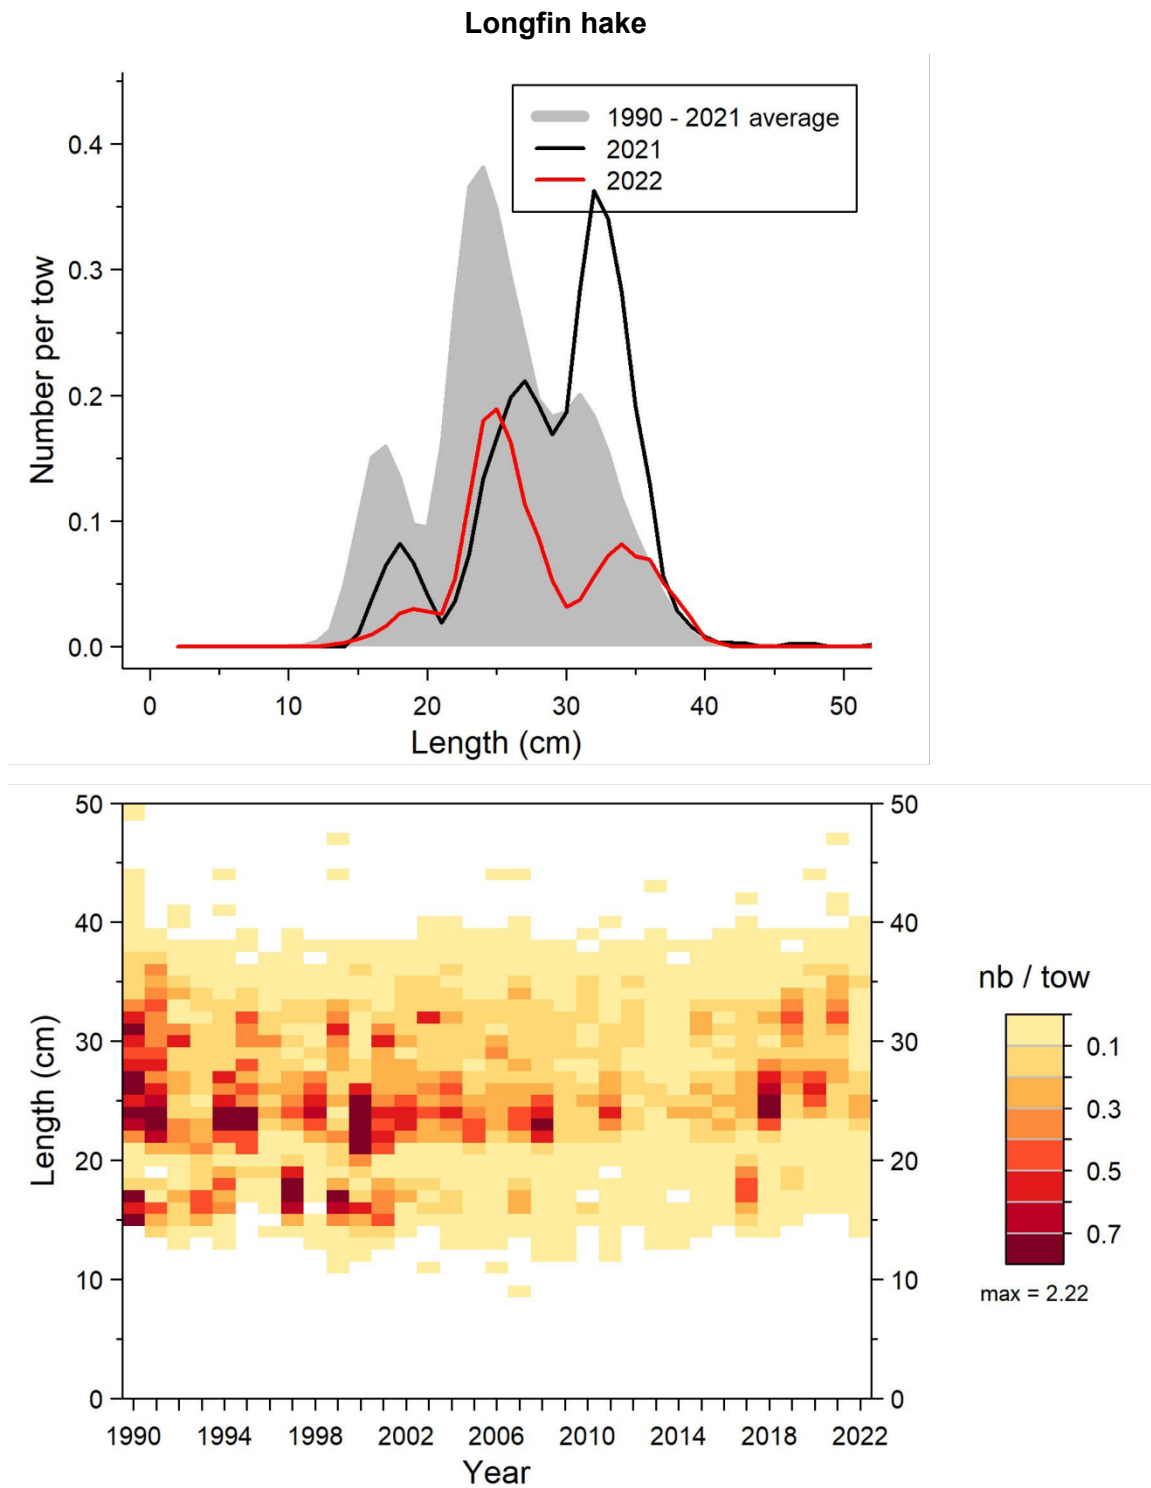 Longfin hake
1990 - 2021 average
2021
2022
0.4
0.3
0.2
0.1
0.0
Number per tow
0 10 20 30 40 50
Length (cm)
50 50
40 40
30 30
20 20
10 10
0 0
Length (cm)
1990 1994 1998 2002 2006 2010 2014 2018 2022
Year
nb / tow
0.1
0.3
0.5
0.7
max = 2.22